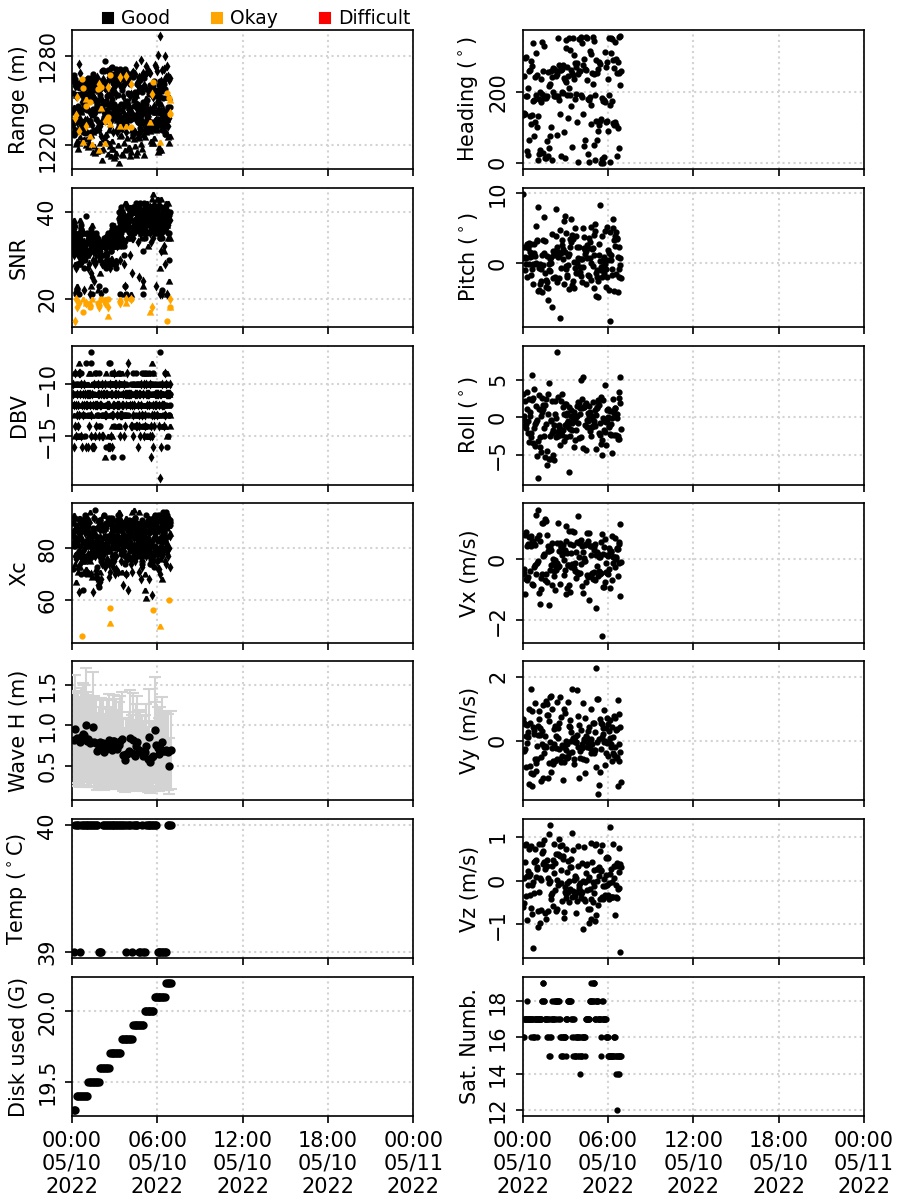 Good Okay Difficult
Range (m)
1280
1220
Heading (°)
200
0
SNR
40
20
Pitch (°)
10
0
DBV
−10
−15
Roll (°)
5
0
−5
Xc
80
60
Vx (m/s)
0
−2
Wave H (m)
1.5
1.0
0.5
Vy (m/s)
2
0
Temp (°C)
40
39
Vz (m/s)
1
0
−1
Disk used (G)
20.0
19.5
Sat. Numb.
18
16
14
12
00:00 06:00 12:00 18:00 00:00
05/10 05/10 05/10 05/10 05/11
2022 2022 2022 2022 2022
00:00 06:00 12:00 18:00 00:00
05/10 05/10 05/10 05/10 05/11
2022 2022 2022 2022 2022